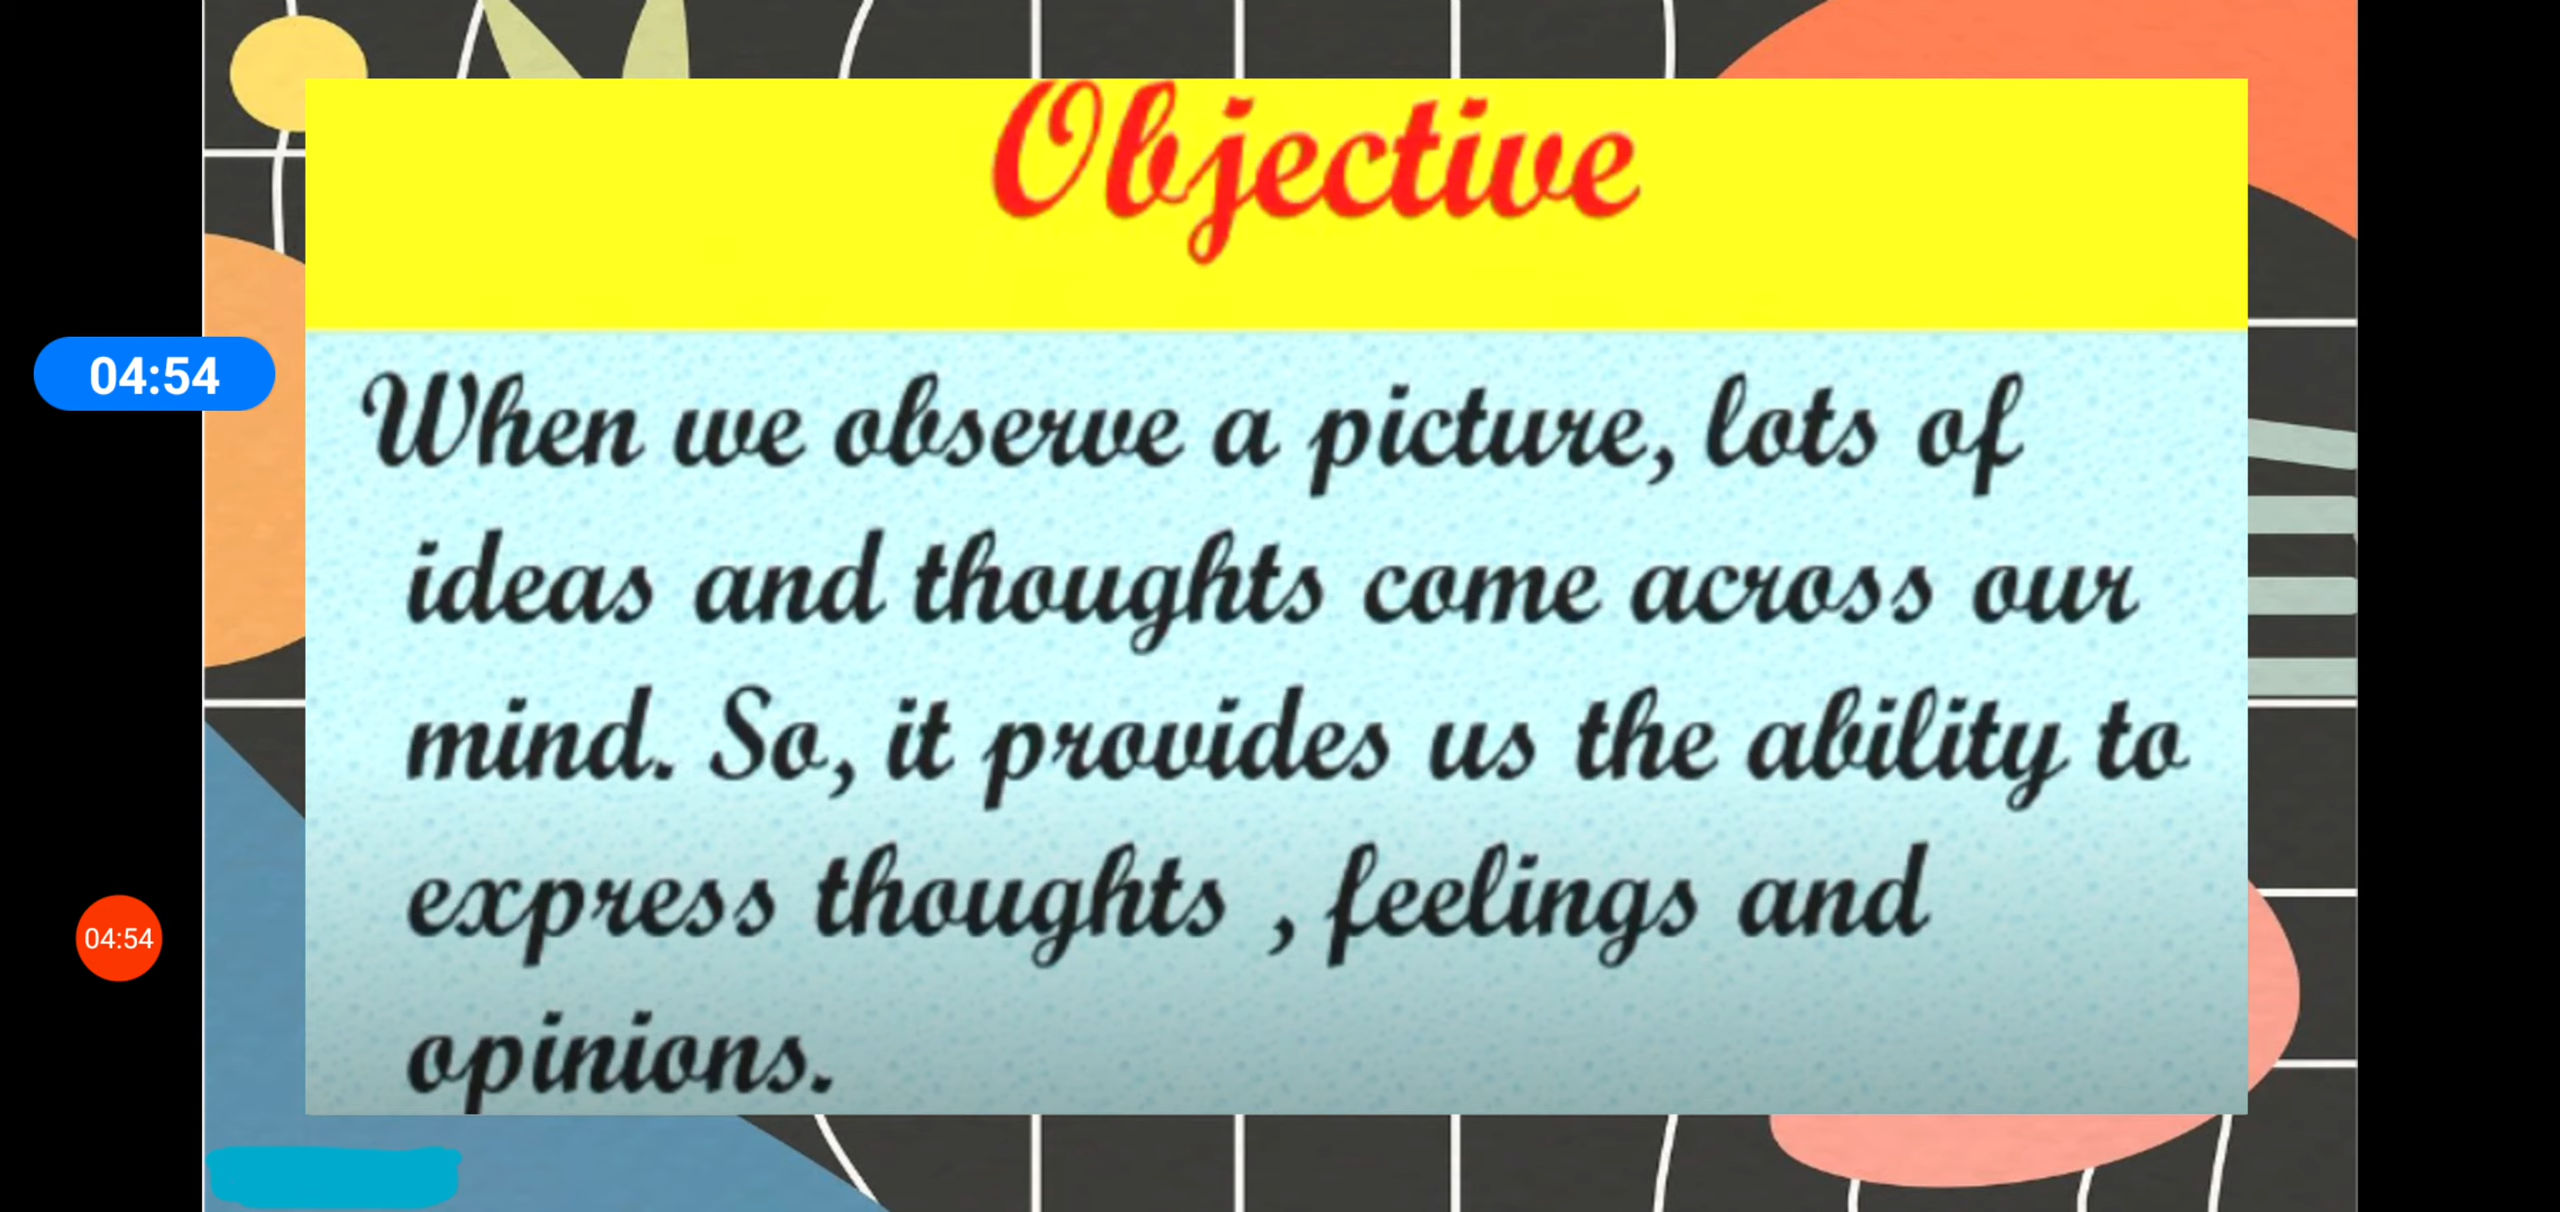 Objective
04:54
When we observe a picture, lots of
ideas and thoughts come across our
mind. So, it provides us the ability to
express thoughts , feelings and
opinions.
04:54